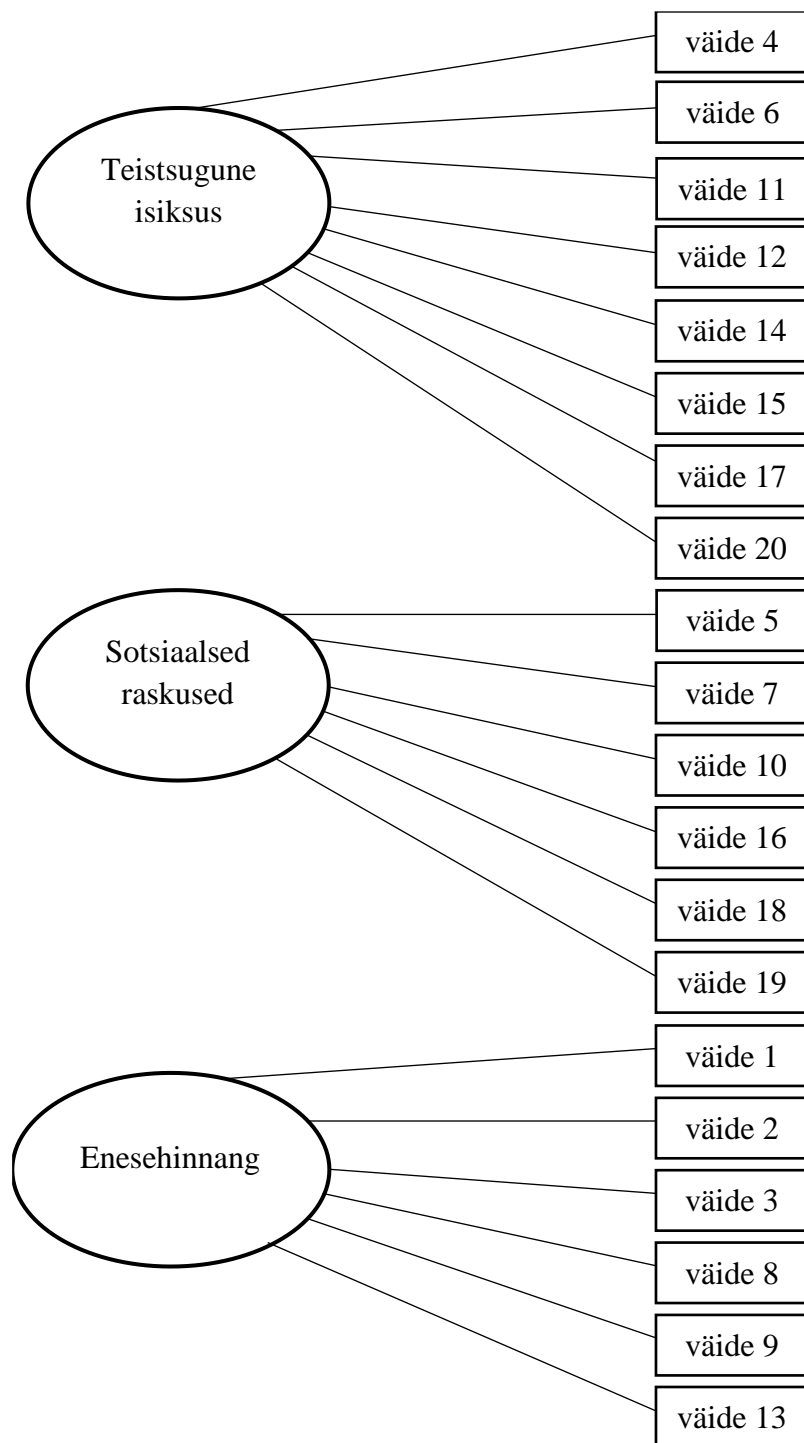 väide 4
väide 6
Teistsugune
isiksus
väide 11
väide 12
väide 14
väide 15
väide 17
väide 20
väide 5
Sotsiaalsed
raskused
väide 7
väide 10
väide 16
väide 18
väide 19
väide 1
väide 2
Enesehinnang
väide 3
väide 8
väide 9
väide 13